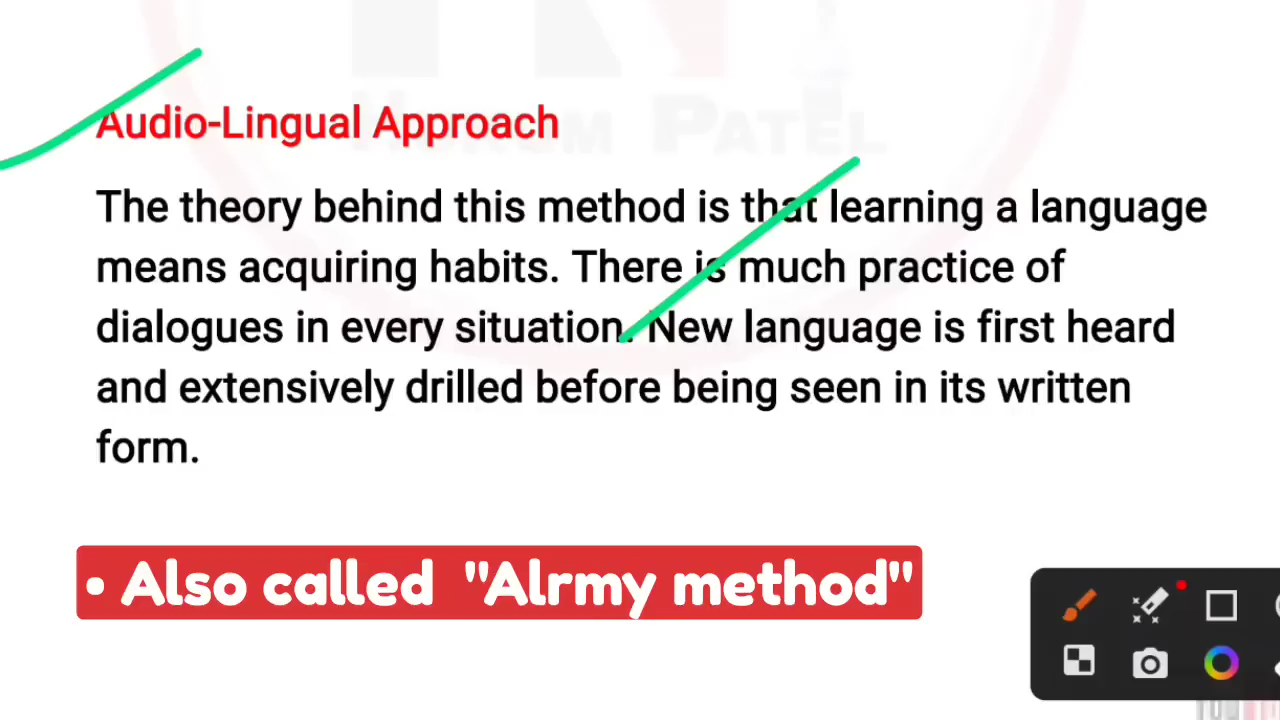 Audio-Lingual Approach
The theory behind this method is that learning a language
means acquiring habits. There is much practice of
dialogues in every situation. New language is first heard
and extensively drilled before being seen in its written
form.
• Also called "Alrmy method"